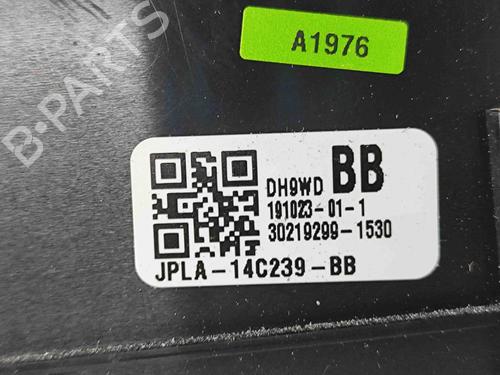 A1976
B-PARTS
DH9WD BB
191023-01-1
30219299-1530
JPLA-14C239-BB